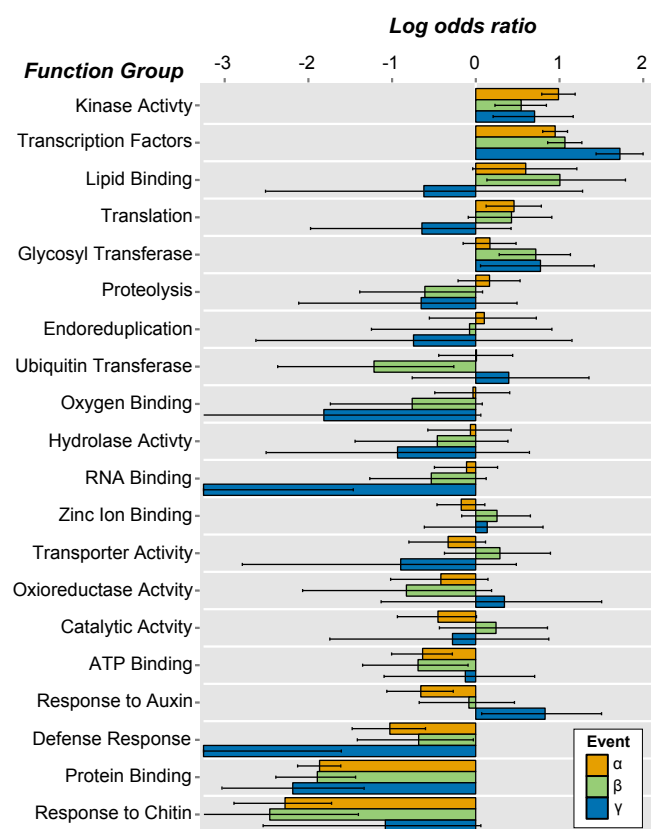 Log odds ratio
Function Group
-3 -2 -1 0 1 2
Kinase Activty
Transcription Factors
Lipid Binding
Translation
Glycosyl Transferase
Proteolysis
Endoreduplication
Ubiquitin Transferase
Oxygen Binding
Hydrolase Activty
RNA Binding
Zinc Ion Binding
Transporter Activity
Oxioreductase Actvity
Catalytic Actvity
ATP Binding
Response to Auxin
Defense Response
Protein Binding
Response to Chitin
Event
α
β
γ